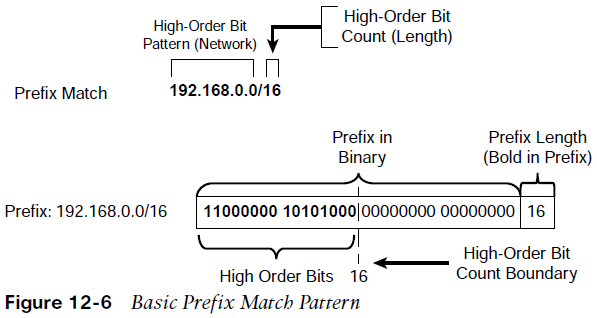 High-Order Bit
Pattern (Network)
High-Order Bit
Count (Length)
Prefix Match
192.168.0.0/16
Prefix in
Binary
Prefix Length
(Bold in Prefix)
Prefix: 192.168.0.0/16
11000000 10101000 00000000 00000000 16
High Order Bits 16
High-Order Bit
Count Boundary
Figure 12-6 Basic Prefix Match Pattern